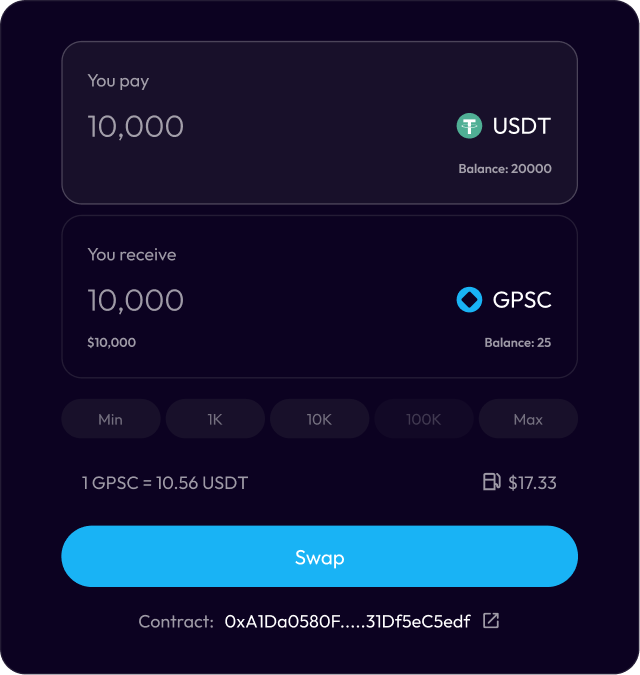 You pay
10,000
USDT
Balance: 20000
You receive
10,000
GPSC
$10,000
Balance: 25
Min
1K
10K
100K
Max
1 GPSC = 10.56 USDT
$17.33
Swap
Contract: 0xA1Da0580F.....31Df5eC5edf